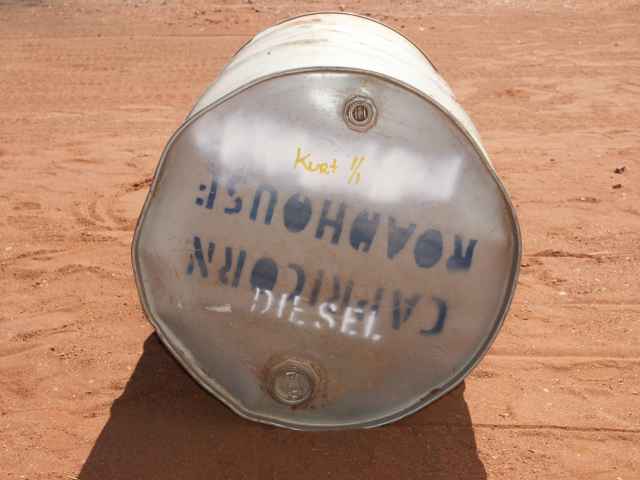 Kurt 1/1
CAPRICORN
ROADHOUSE
DIESEL